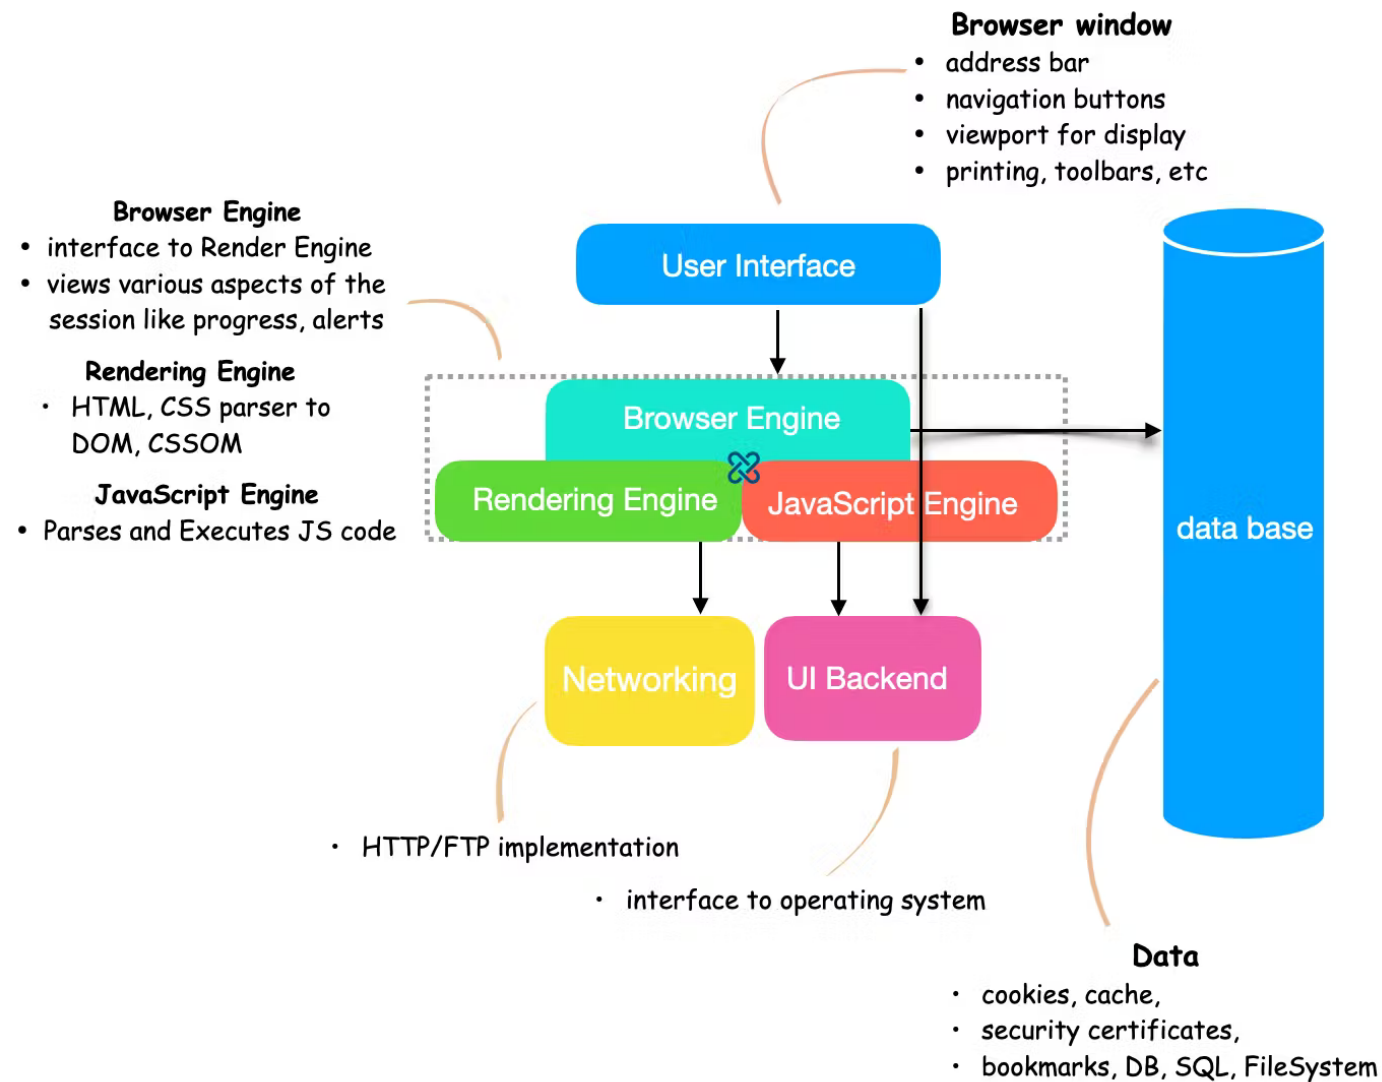 Browser window
• address bar
• navigation buttons
• viewport for display
• printing, toolbars, etc
Browser Engine
• interface to Render Engine
• views various aspects of the
session like progress, alerts
Rendering Engine
• HTML, CSS parser to
DOM, CSSOM
JavaScript Engine
• Parses and Executes JS code
User Interface
Browser Engine
Rendering Engine
JavaScript Engine
data base
Networking
UI Backend
• HTTP/FTP implementation
• interface to operating system
Data
• cookies, cache,
• security certificates,
• bookmarks, DB, SQL, FileSystem